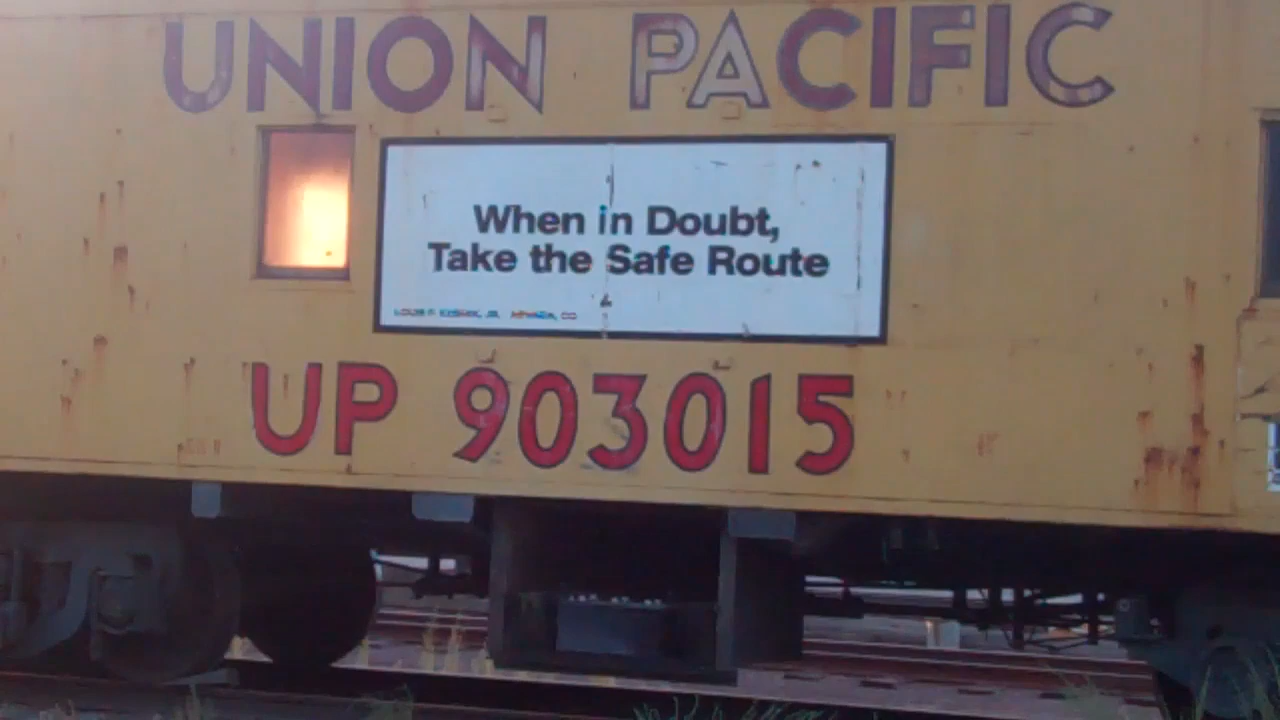 UNION PACIFIC
When in Doubt,
Take the Safe Route
UP 903015